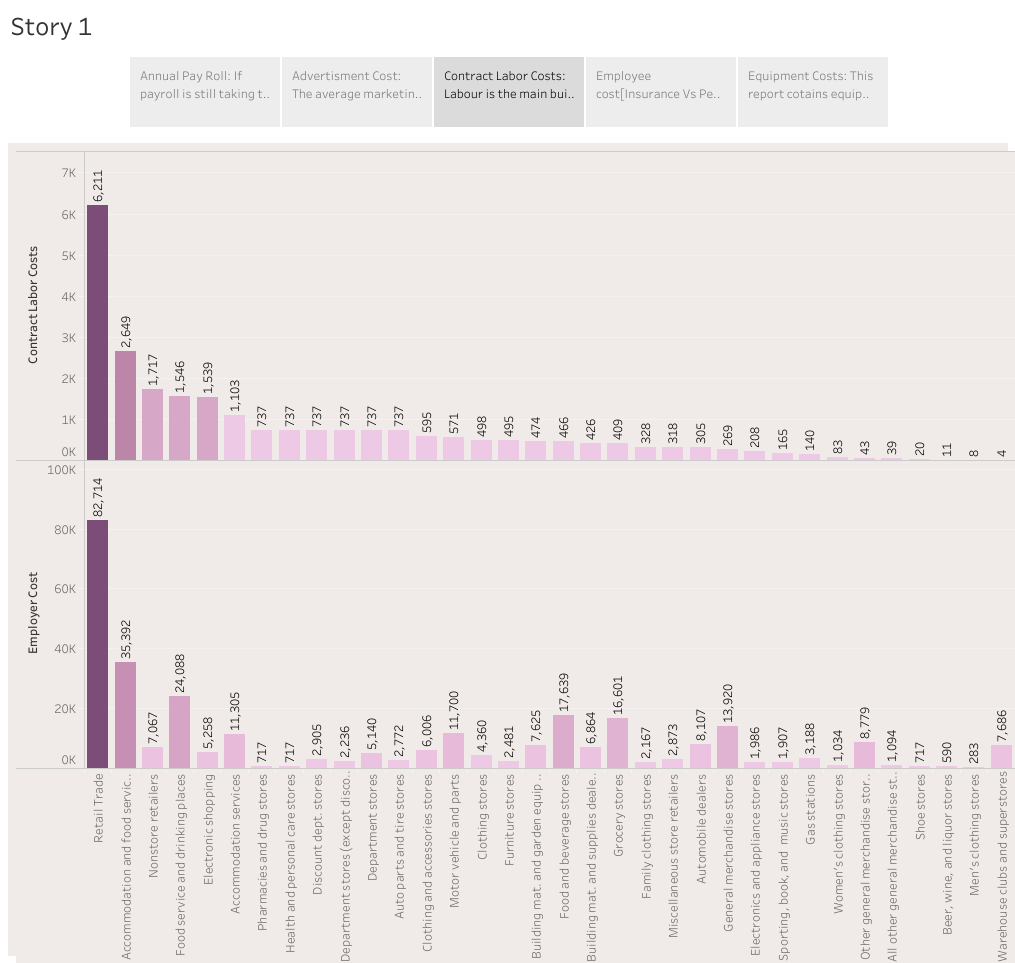 Story 1
Annual Pay Roll: If
payroll is still taking t..
Advertisment Cost:
The average marketin..
Contract Labor Costs:
Labour is the main bui..
Employee
cost[Insurance Vs Pe..
Equipment Costs: This
report cotains equip..
Contract Labor Costs
7K
6K
5K
4K
3K
2K
1K
0K
6,211
2,649
1,717
1,546
1,539
1,103
737
737
737
737
737
737
595
571
498
495
474
466
426
409
328
318
305
269
208
165
140
83
43
39
20
11
8
4
Employer Cost
100K
80K
60K
40K
20K
0K
82,714
35,392
7,067
24,088
5,258
11,305
717
717
2,905
2,236
5,140
2,772
6,006
11,700
4,360
2,481
7,625
17,639
6,864
16,601
2,167
2,873
8,107
13,920
1,986
1,907
3,188
1,034
8,779
1,094
717
590
283
7,686
Retail Trade
Accommodation and food servic..
Nonstore retailers
Food service and drinking places
Electronic shopping
Accommodation services
Pharmacies and drug stores
Health and personal care stores
Discount dept. stores
Department stores (except disco..
Department stores
Auto parts and tire stores
Clothing and accessories stores
Motor vehicle and parts
Clothing stores
Furniture stores
Building mat. and garden equip ..
Food and beverage stores
Building mat. and supplies deale..
Grocery stores
Family clothing stores
Miscellaneous store retailers
Automobile dealers
General merchandise stores
Electronics and appliance stores
Sporting, book, and music stores
Gas stations
Women's clothing stores
Other general merchandise stor..
All other general merchandise st..
Shoe stores
Beer, wine, and liquor stores
Men's clothing stores
Warehouse clubs and superstores